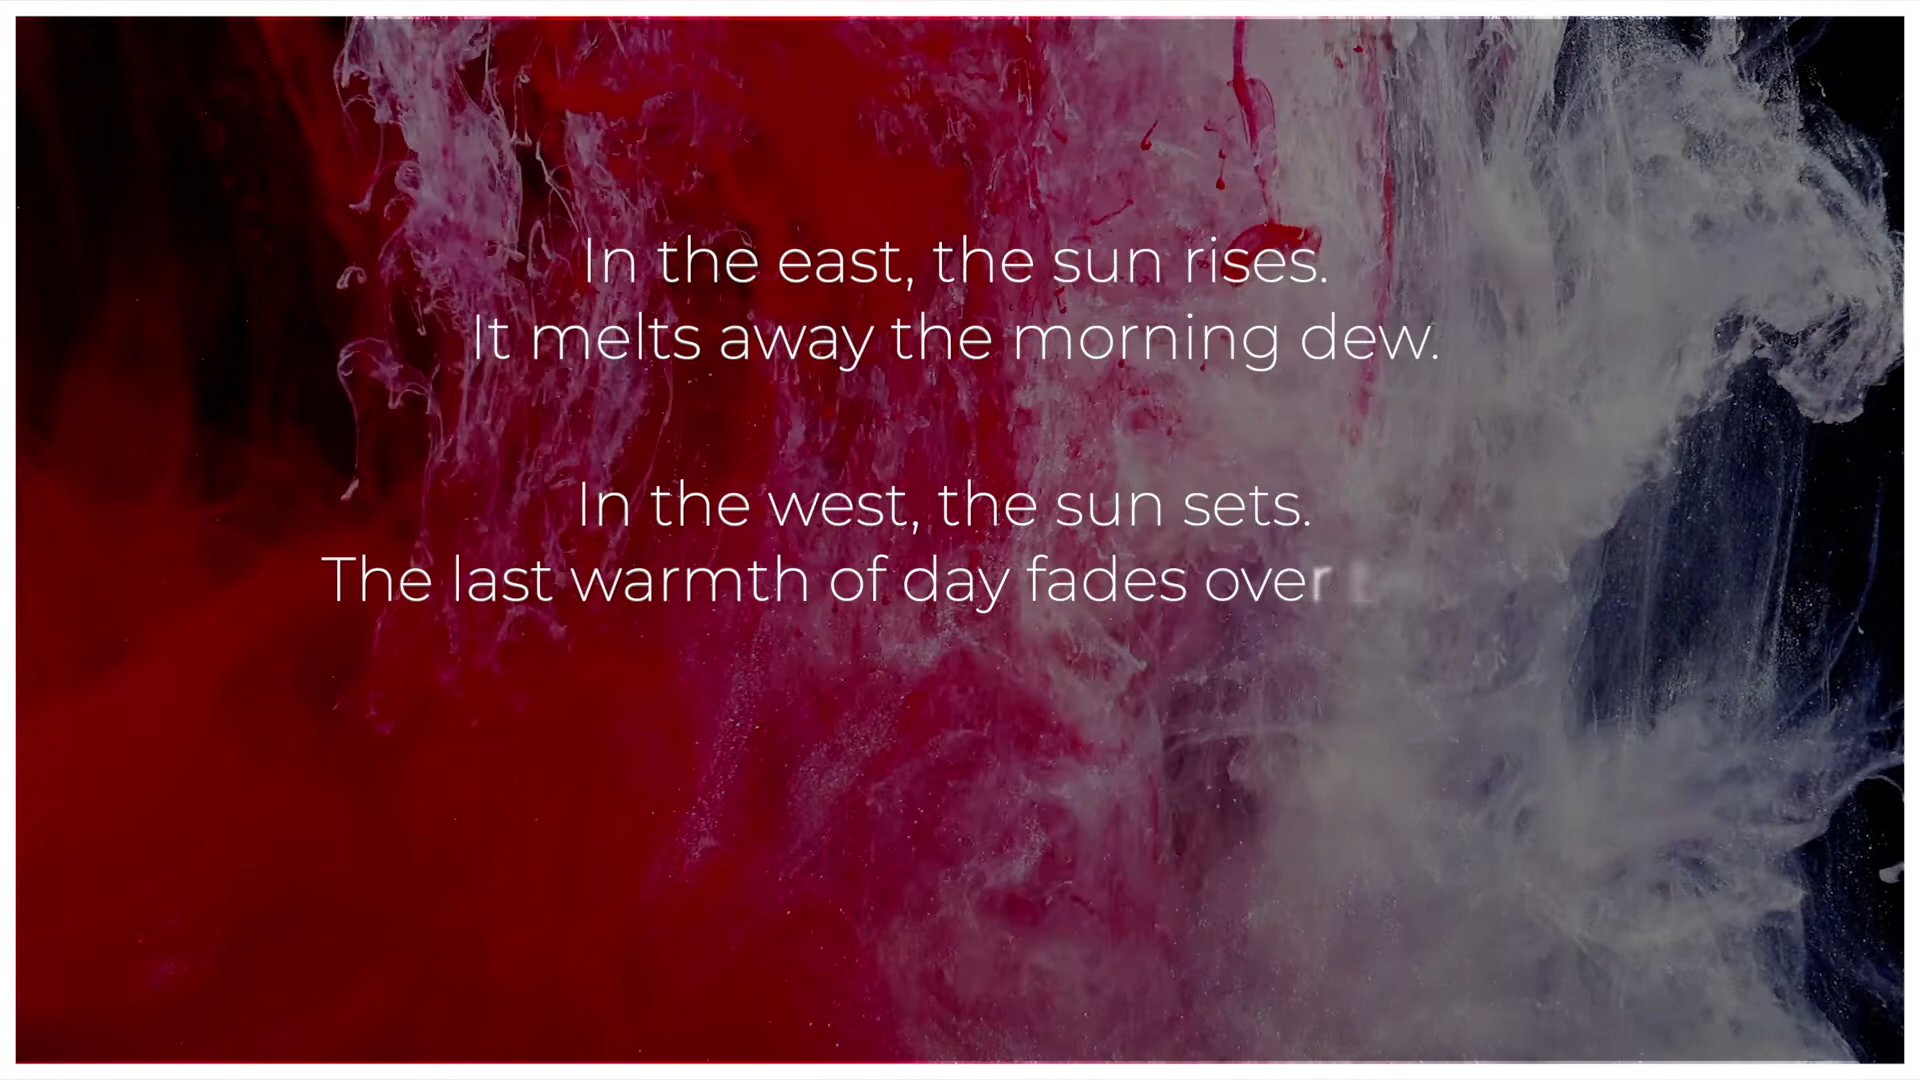 In the east, the sun rises.
It melts away the morning dew.
In the west, the sun sets.
The last warmth of day fades over